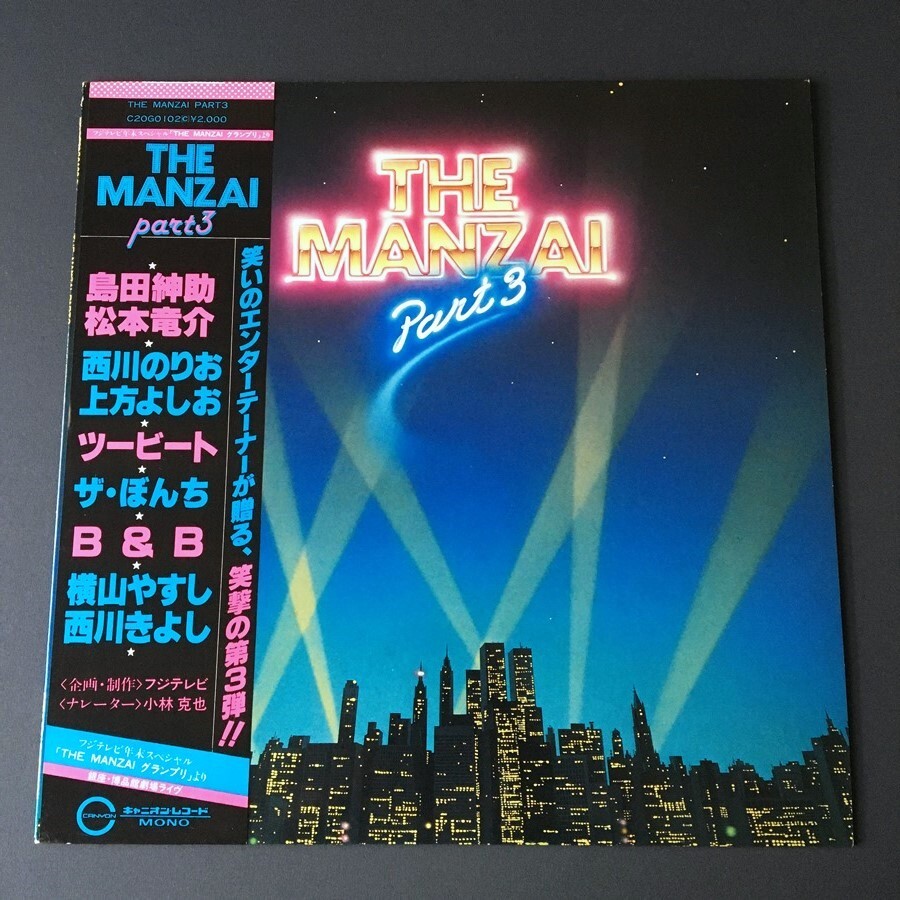 THE MANZAI PART3
C20G0102Ⓒ¥2,000
フジテレビ年末スペシャル「THE MANZAI グランプリ」より
THE
MANZAI
part3
島田紳助
松本竜介
西川のりお
上方よしお
ツービート
ザ・ぼんち
B & B
横山やすし
西川きよし
〈企画・制作〉フジテレビ
〈ナレーター〉小林克也
笑いのエンターテーナーが贈る、笑撃の第3弾!!
フジテレビ年末スペシャル
「THE MANZAI グランプリ」より
銀座・博品館劇場ライヴ
CANYON
キャニオン・レコード
MONO
THE
MANZAI
Part 3